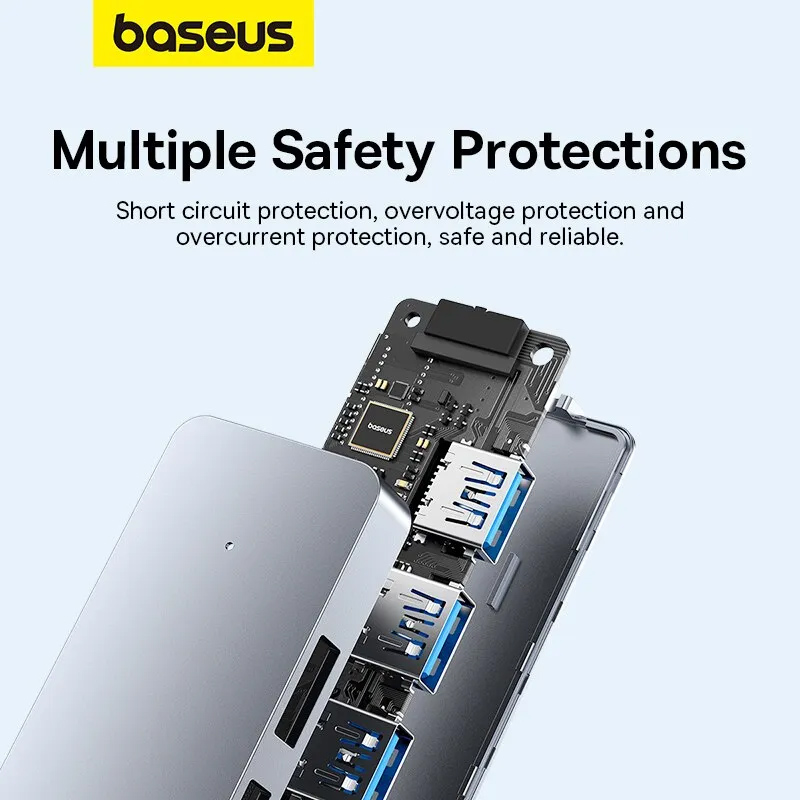 baseus
Multiple Safety Protections
Short circuit protection, overvoltage protection and
overcurrent protection, safe and reliable.
baseus